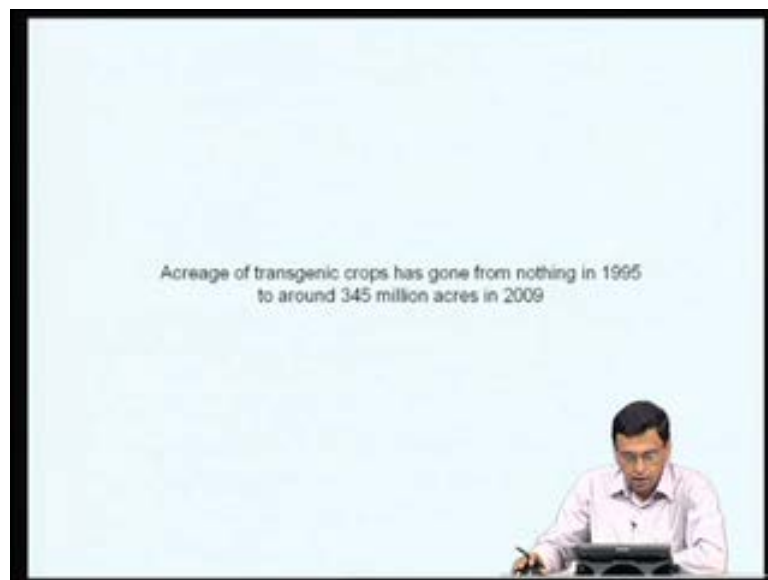 Acreage of transgenic crops has gone from nothing in 1995
to around 345 million acres in 2009